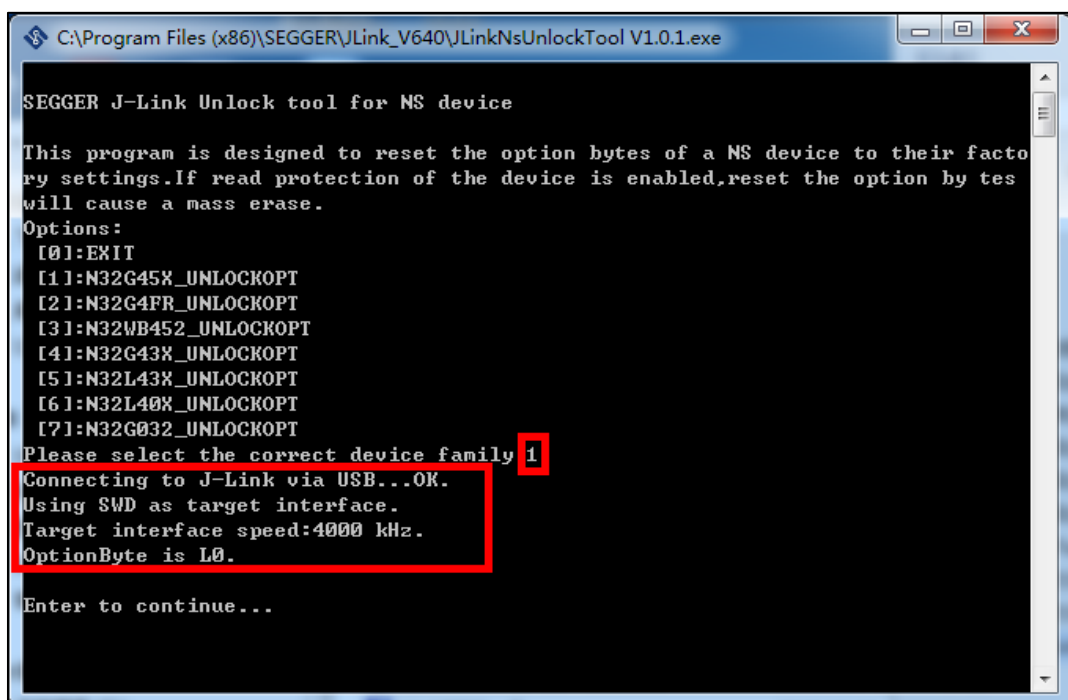 C:\Program Files (x86)\SEGGER\JLink_V640\JLinkNsUnlockTool V1.0.1.exe
SEGGER J-Link Unlock tool for NS device
This program is designed to reset the option bytes of a NS device to their facto
ry settings.If read protection of the device is enabled,reset the option by tes
will cause a mass erase.
Options:
[0]:EXIT
[1]:N32G45X_UNLOCKOPT
[2]:N32G4FR_UNLOCKOPT
[3]:N32WB452_UNLOCKOPT
[4]:N32G43X_UNLOCKOPT
[5]:N32L43X_UNLOCKOPT
[6]:N32L40X_UNLOCKOPT
[7]:N32G032_UNLOCKOPT
Please select the correct device family 1
Connecting to J-Link via USB...OK.
Using SWD as target interface.
Target interface speed:4000 kHz.
OptionByte is L0.
Enter to continue...